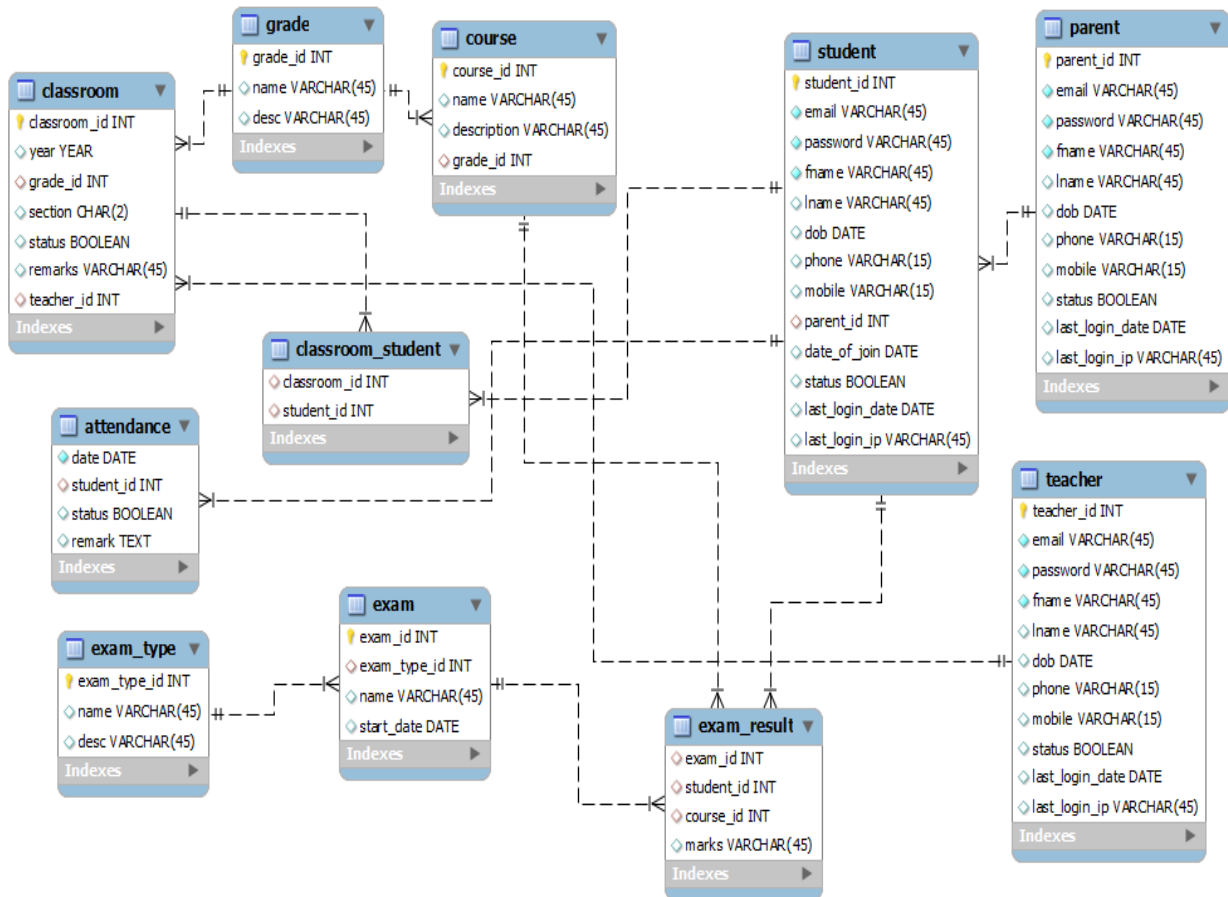 grade
grade_id INT
name VARCHAR(45)
desc VARCHAR(45)
Indexes
course
course_id INT
name VARCHAR(45)
description VARCHAR(45)
grade_id INT
Indexes
student
student_id INT
email VARCHAR(45)
password VARCHAR(45)
fname VARCHAR(45)
lname VARCHAR(45)
dob DATE
phone VARCHAR(15)
mobile VARCHAR(15)
parent_id INT
date_of_join DATE
status BOOLEAN
last_login_date DATE
last_login_ip VARCHAR(45)
Indexes
parent
parent_id INT
email VARCHAR(45)
password VARCHAR(45)
fname VARCHAR(45)
lname VARCHAR(45)
dob DATE
phone VARCHAR(15)
mobile VARCHAR(15)
status BOOLEAN
last_login_date DATE
last_login_ip VARCHAR(45)
Indexes
classroom
classroom_id INT
year YEAR
grade_id INT
section CHAR(2)
status BOOLEAN
remarks VARCHAR(45)
teacher_id INT
Indexes
classroom_student
classroom_id INT
student_id INT
Indexes
attendance
date DATE
student_id INT
status BOOLEAN
remark TEXT
Indexes
teacher
teacher_id INT
email VARCHAR(45)
password VARCHAR(45)
fname VARCHAR(45)
lname VARCHAR(45)
dob DATE
phone VARCHAR(15)
mobile VARCHAR(15)
status BOOLEAN
last_login_date DATE
last_login_ip VARCHAR(45)
Indexes
exam_type
exam_type_id INT
name VARCHAR(45)
desc VARCHAR(45)
Indexes
exam
exam_id INT
exam_type_id INT
name VARCHAR(45)
start_date DATE
Indexes
exam_result
exam_id INT
student_id INT
course_id INT
marks VARCHAR(45)
Indexes